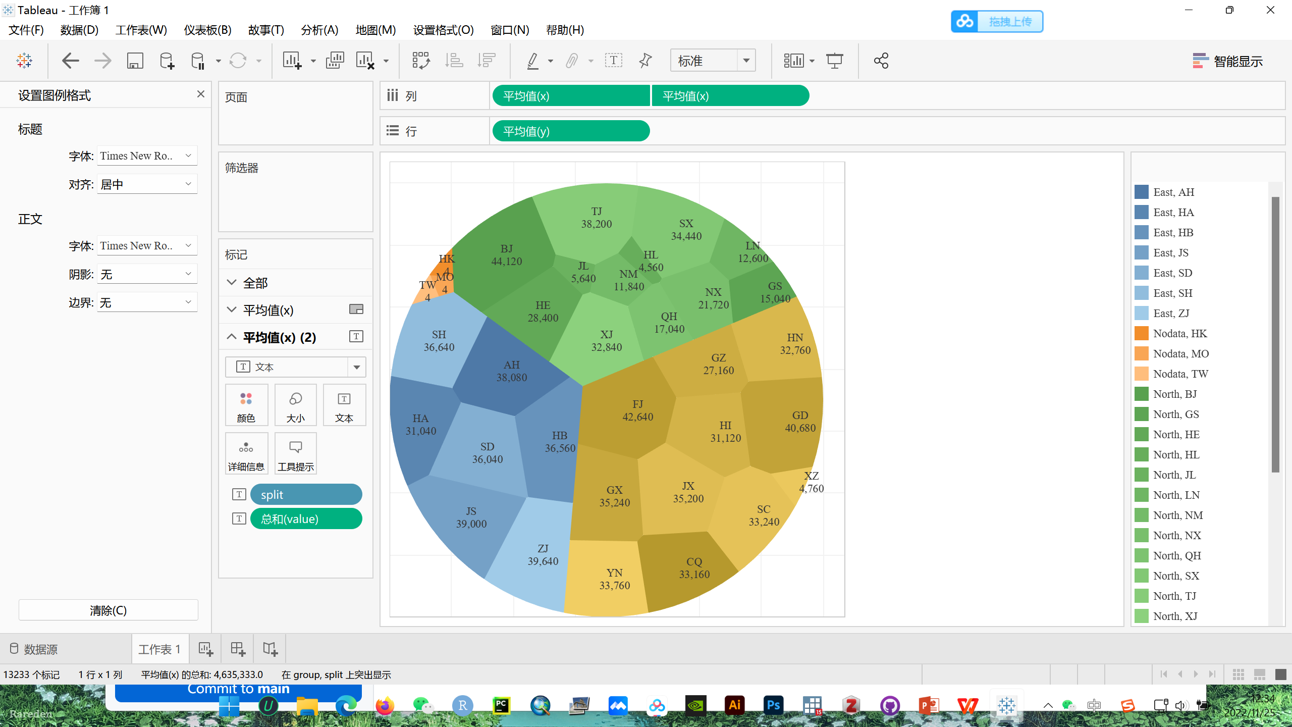 Tableau - 工作簿 1
拖拽上传
文件(F) 数据(D) 工作表(W) 仪表板(B) 故事(T) 分析(A) 地图(M) 设置格式(O) 窗口(N) 帮助(H)
标准
智能显示
设置图例格式
标题
字体: Times New Ro..
对齐: 居中
正文
字体: Times New Ro..
阴影: 无
边界: 无
清除(C)
页面
筛选器
标记
全部
平均值(x)
平均值(x) (2)
文本
颜色 大小 文本
详细信息 工具提示
split
总和(value)
列 平均值(x) 平均值(x)
行 平均值(y)
TJ
38,200
SX
34,440
BJ
44,120
LN
12,600
HL
4,560
HK
4
MO
4
TW
4
JL
5,640
NM
11,840
GS
15,040
NX
21,720
HE
28,400
QH
17,040
SH
36,640
XJ
32,840
HN
32,760
GZ
27,160
AH
38,080
FJ
42,640
HA
31,040
GD
40,680
HI
31,120
HB
36,560
SD
36,040
XZ
4,760
JX
35,200
GX
35,240
SC
33,240
JS
39,000
ZJ
39,640
CQ
33,160
YN
33,760
East, AH
East, HA
East, HB
East, JS
East, SD
East, SH
East, ZJ
Nodata, HK
Nodata, MO
Nodata, TW
North, BJ
North, GS
North, HE
North, HL
North, JL
North, LN
North, NM
North, NX
North, QH
North, SX
North, TJ
North, XJ
数据源 工作表 1
13233 个标记 1 行 x 1 列 平均值(x) 的总和: 4,635,333.0 在 group, split 上突出显示
Commit to main
2022/11/25